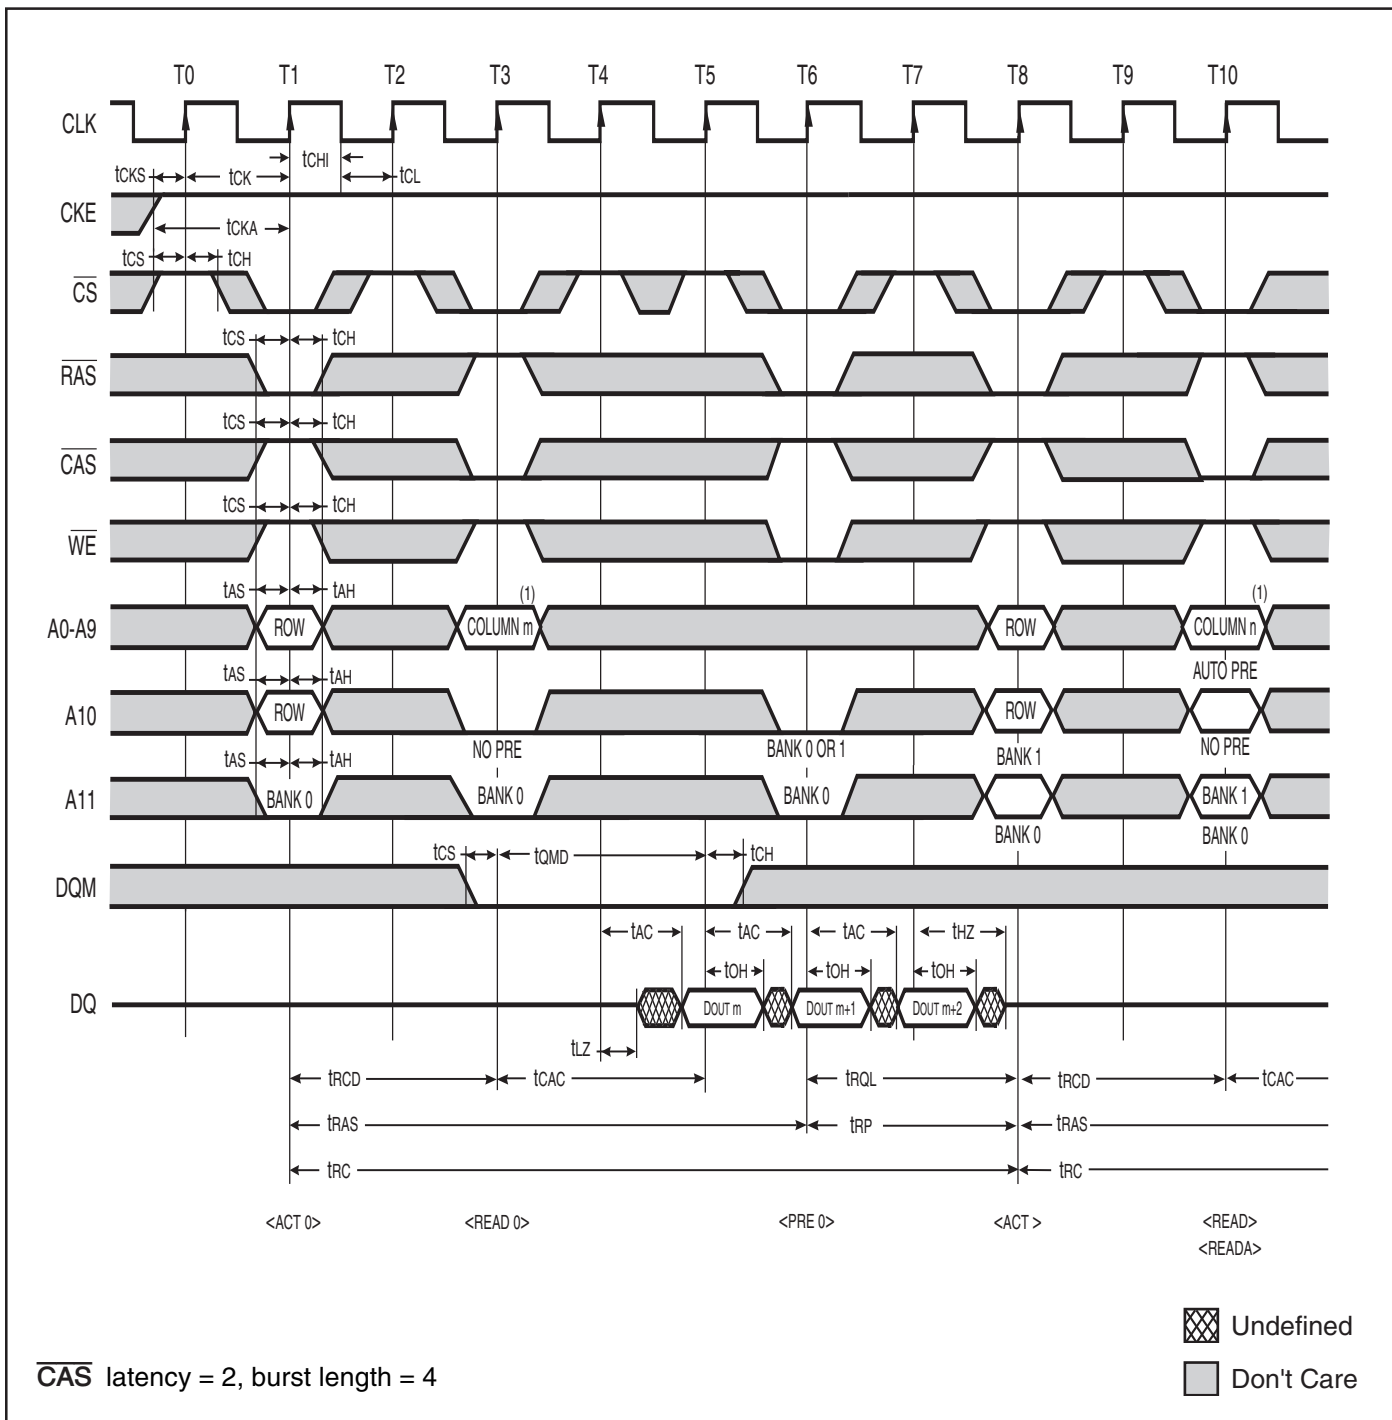 T0 T1 T2 T3 T4 T5 T6 T7 T8 T9 T10
CLK
tCHI
tCKS tCK tCL
CKE
tCKA
tCS tCH
CS
tCS tCH
RAS
tCS tCH
CAS
tCS tCH
WE
tAS tAH (1) (1)
A0-A9 ROW COLUMN m ROW COLUMN n
tAS tAH AUTO PRE
A10 ROW ROW
NO PRE BANK 0 OR 1 BANK 1 NO PRE
tAS tAH
A11 BANK 0 BANK 0 BANK 0 BANK 1
BANK 0 BANK 0
tCS tQMD tCH
DQM
tAC tAC tAC tHZ
tOH tOH tOH
DQ DOUT m DOUT m+1 DOUT m+2
tLZ
tRCD tCAC tRQL tRCD tCAC
tRAS tRP tRAS
tRC tRC
<ACT 0> <READ 0> <PRE 0> <ACT > <READ>
<READA>
Undefined
CAS latency = 2, burst length = 4
Don't Care